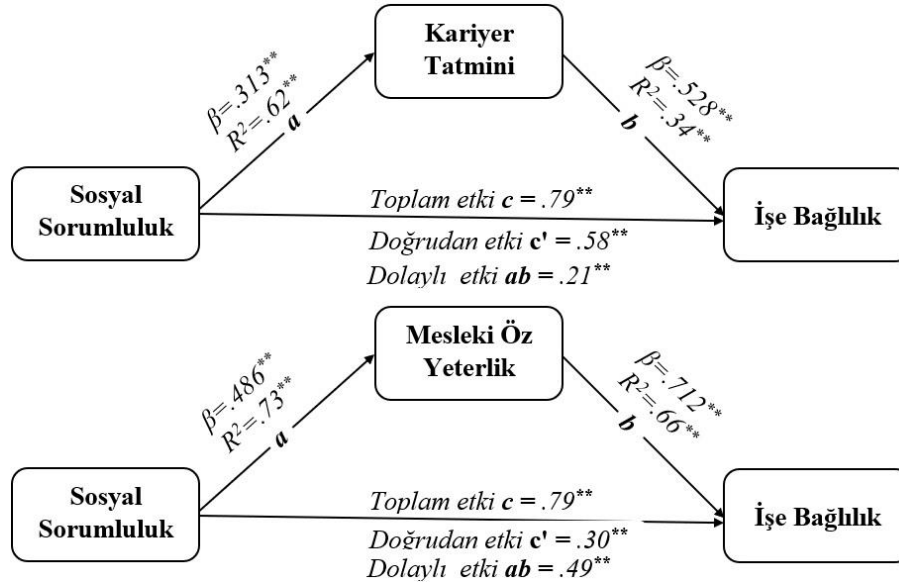 Kariyer
Tatmini
β=.313**
R²=.62**
a
β=.528**
R²=.34**
b
Sosyal
Sorumluluk
Toplam etki c = .79**
Doğrudan etki c' = .58**
Dolaylı etki ab = .21**
İşe Bağlılık
Mesleki Öz
Yeterlik
β=.486**
R²=.73**
a
β=.712**
R²=.66**
b
Sosyal
Sorumluluk
Toplam etki c = .79**
Doğrudan etki c' = .30**
Dolaylı etki ab = .49**
İşe Bağlılık